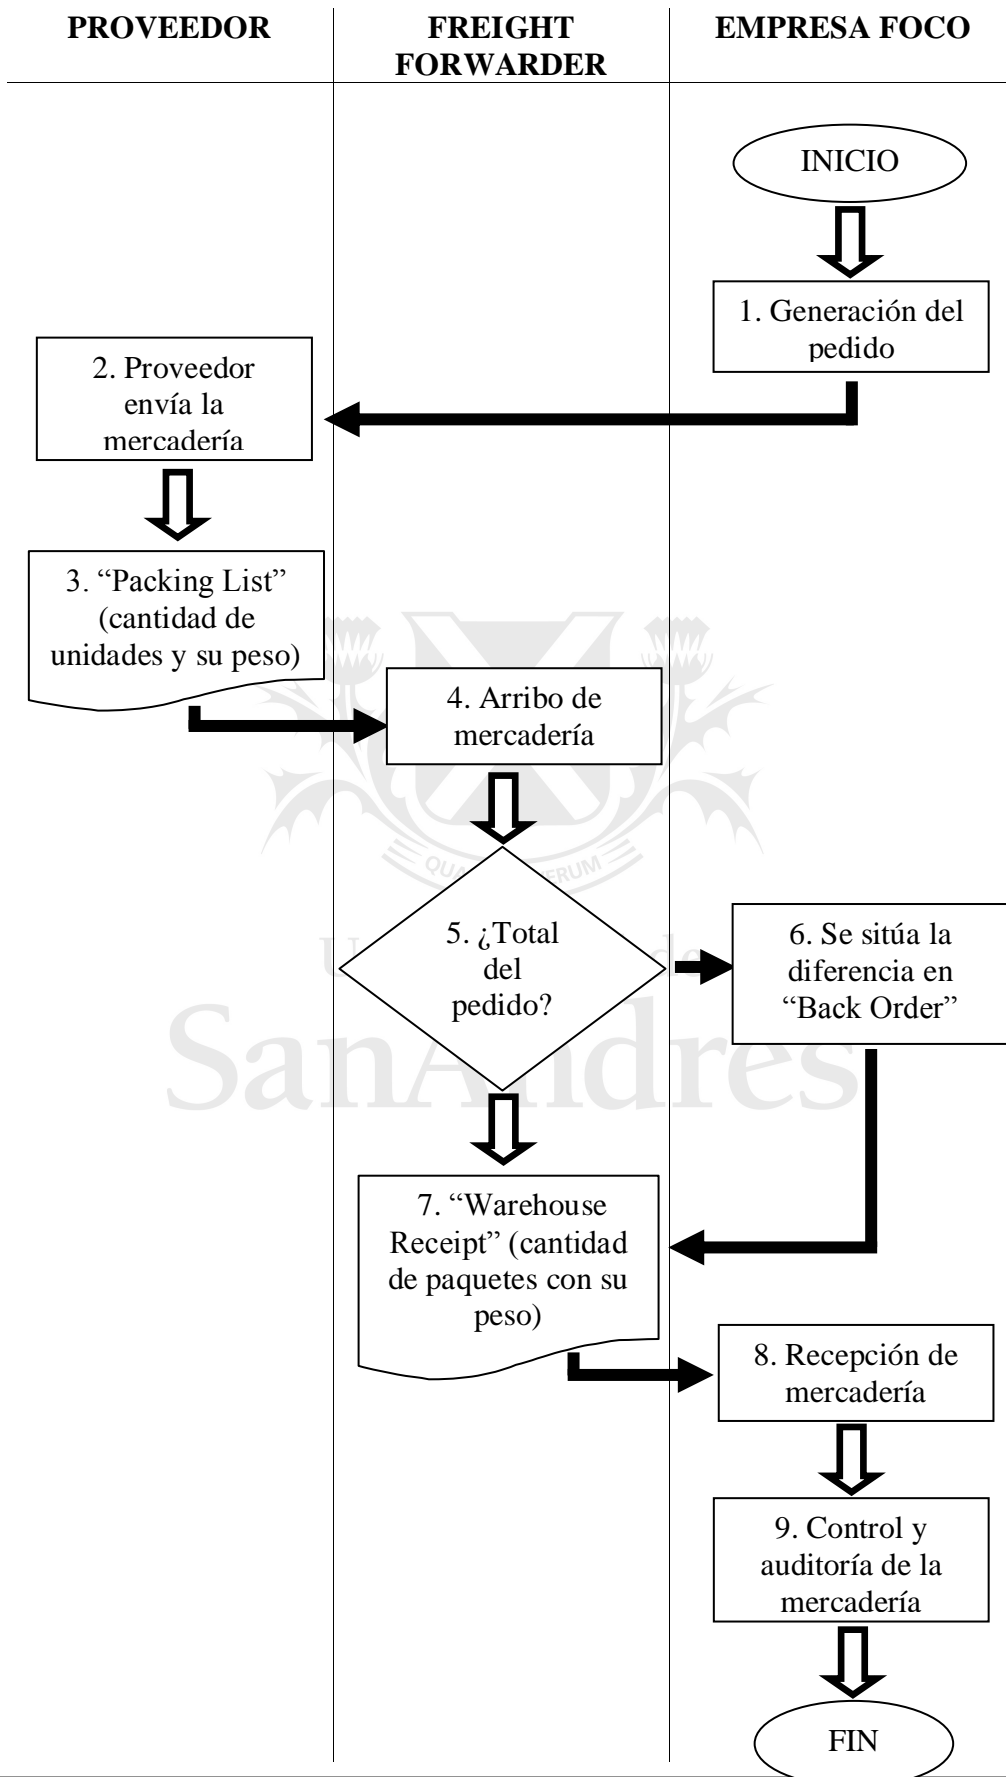 PROVEEDOR
FREIGHT
FORWARDER
EMPRESA FOCO
INICIO
1. Generación del
pedido
2. Proveedor
envía la
mercadería
3. “Packing List”
(cantidad de
unidades y su peso)
4. Arribo de
mercadería
5. ¿Total
del
pedido?
6. Se sitúa la
diferencia en
“Back Order”
7. “Warehouse
Receipt” (cantidad
de paquetes con su
peso)
8. Recepción de
mercadería
9. Control y
auditoría de la
mercadería
FIN
SanAndres